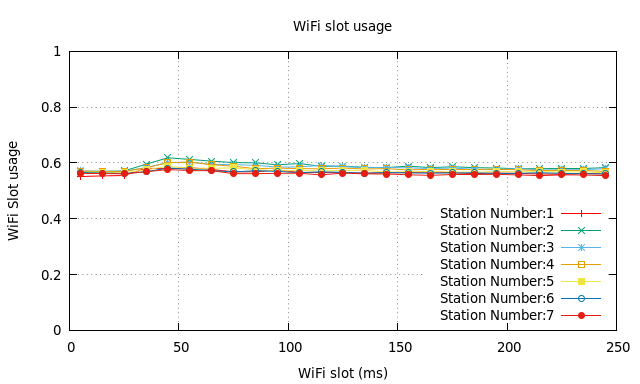 WiFi slot usage
1
0.8
0.6
0.4
0.2
0
WiFi Slot usage
Station Number:1
Station Number:2
Station Number:3
Station Number:4
Station Number:5
Station Number:6
Station Number:7
0 50 100 150 200 250
WiFi slot (ms)